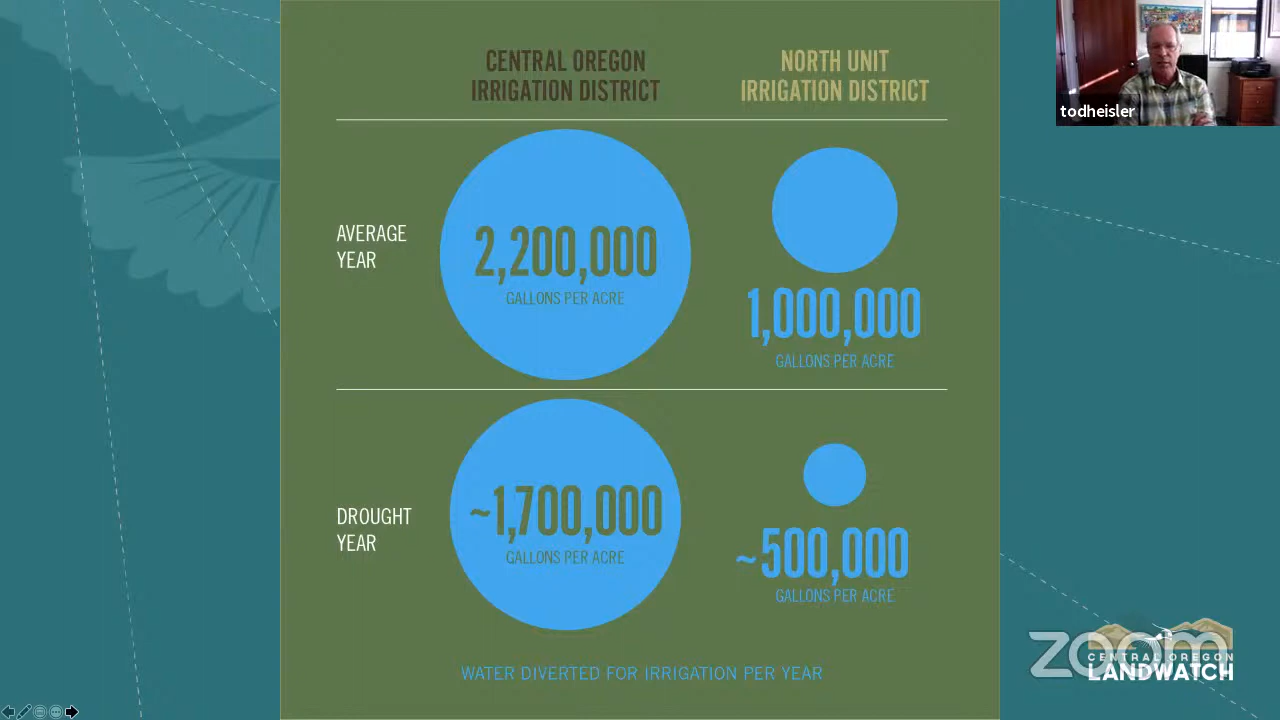 CENTRAL OREGON
IRRIGATION DISTRICT
NORTH UNIT
IRRIGATION DISTRICT
todheisler
AVERAGE
YEAR
2,200,000
GALLONS PER ACRE
1,000,000
GALLONS PER ACRE
DROUGHT
YEAR
~1,700,000
GALLONS PER ACRE
~500,000
GALLONS PER ACRE
WATER DIVERTED FOR IRRIGATION PER YEAR
zoom
CENTRAL OREGON
LANDWATCH